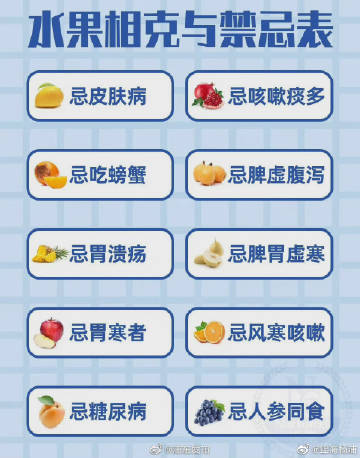 水果相克与禁忌表
忌皮肤病
忌咳嗽痰多
忌吃螃蟹
忌脾虚腹泻
忌胃溃疡
忌脾胃虚寒
忌胃寒者
忌风寒咳嗽
忌糖尿病
忌人参同食